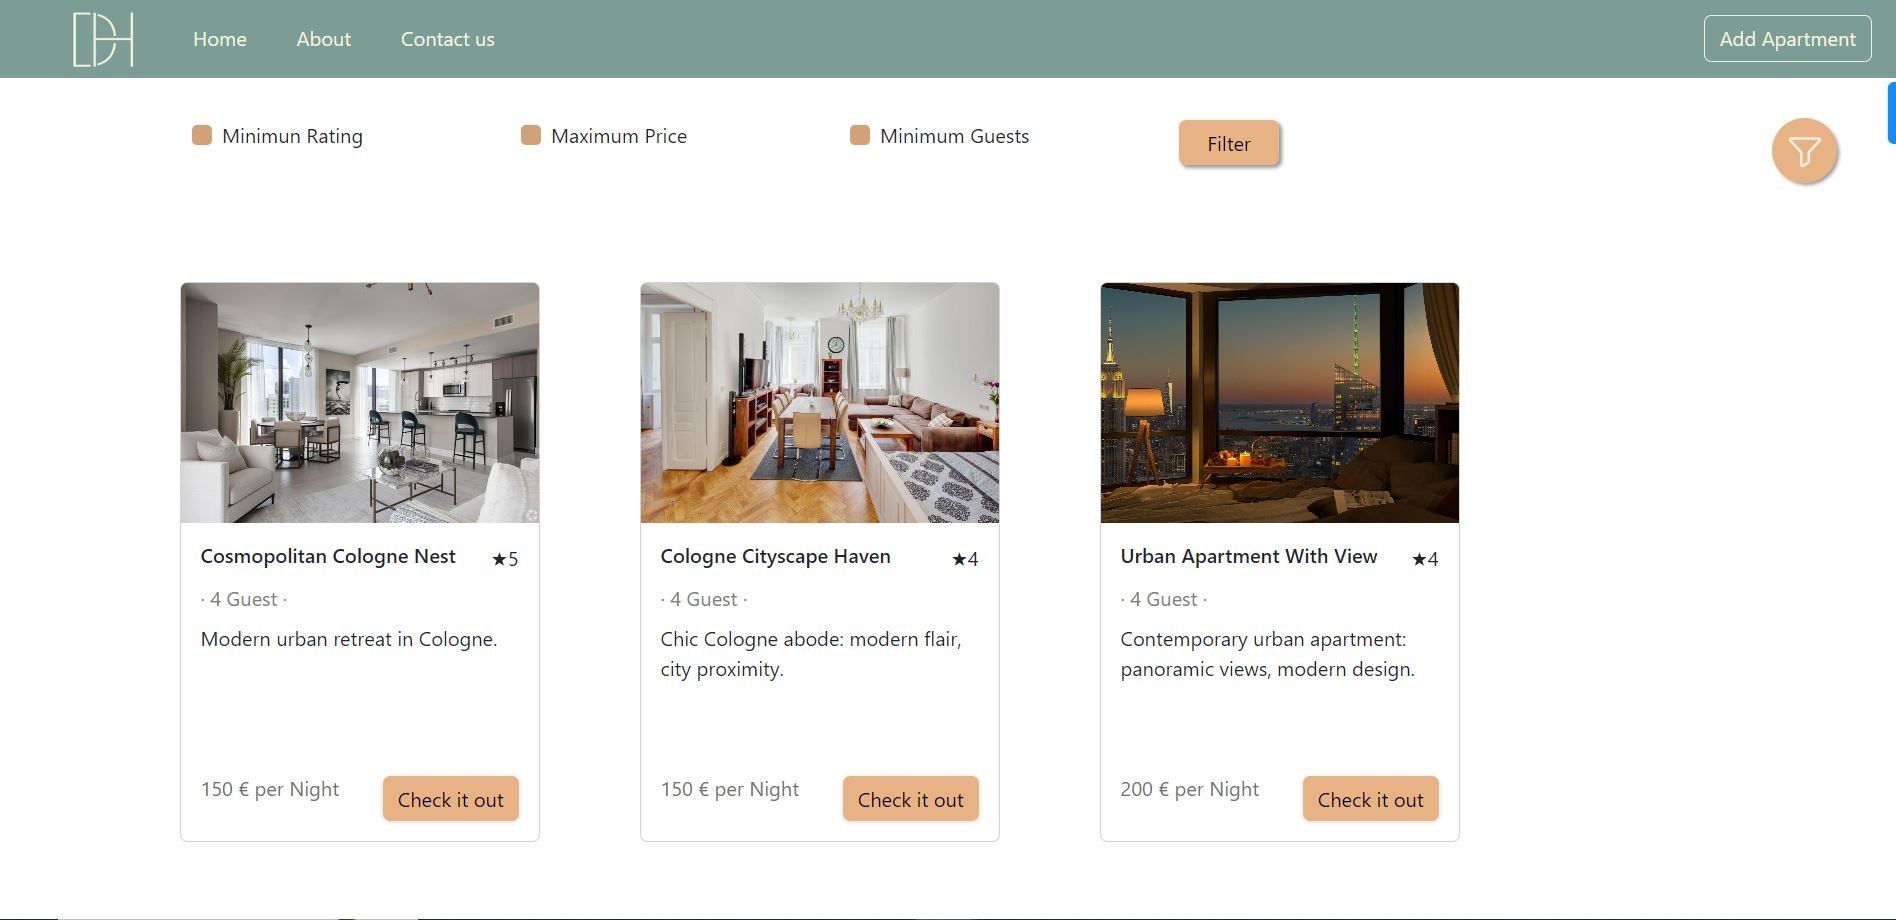 DH
Home
About
Contact us
Add Apartment
Minimun Rating
Maximum Price
Minimum Guests
Filter
Cosmopolitan Cologne Nest
★5
· 4 Guest ·
Modern urban retreat in Cologne.
150 € per Night
Check it out
Cologne Cityscape Haven
★4
· 4 Guest ·
Chic Cologne abode: modern flair,
city proximity.
150 € per Night
Check it out
Urban Apartment With View
★4
· 4 Guest ·
Contemporary urban apartment:
panoramic views, modern design.
200 € per Night
Check it out